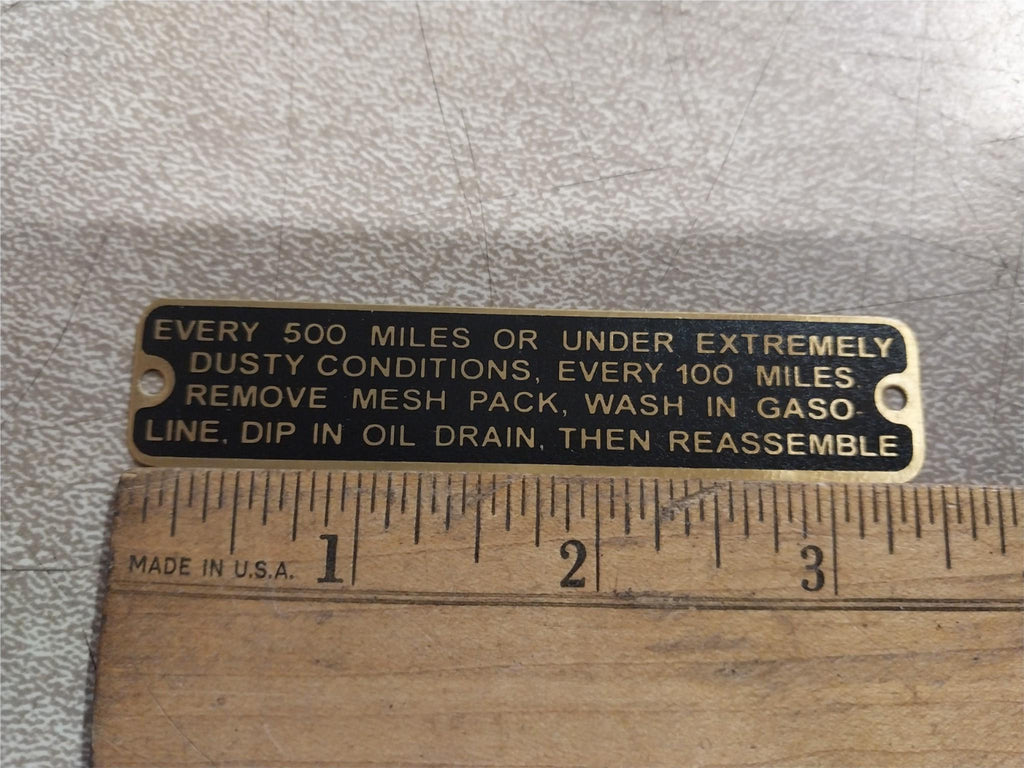 EVERY 500 MILES OR UNDER EXTREMELY
DUSTY CONDITIONS, EVERY 100 MILES.
REMOVE MESH PACK, WASH IN GASO-
LINE, DIP IN OIL DRAIN, THEN REASSEMBLE
MADE IN U.S.A. 1 2 3